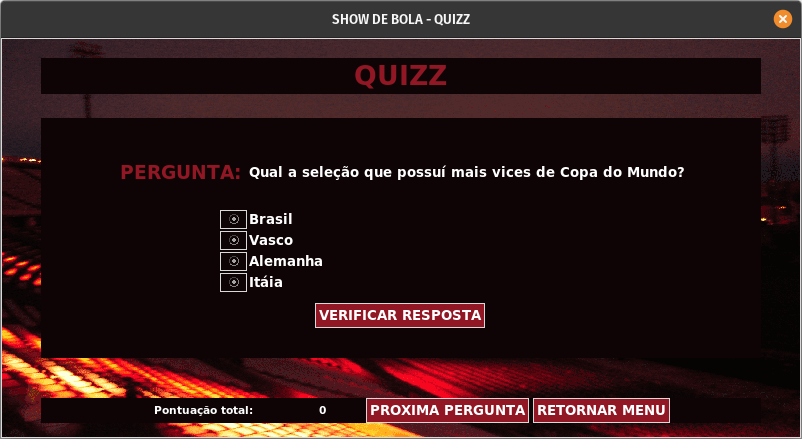 SHOW DE BOLA - QUIZZ
QUIZZ
PERGUNTA: Qual a seleção que possuí mais vices de Copa do Mundo?
Brasil
Vasco
Alemanha
Itáia
VERIFICAR RESPOSTA
Pontuação total: 0 PROXIMA PERGUNTA RETORNAR MENU